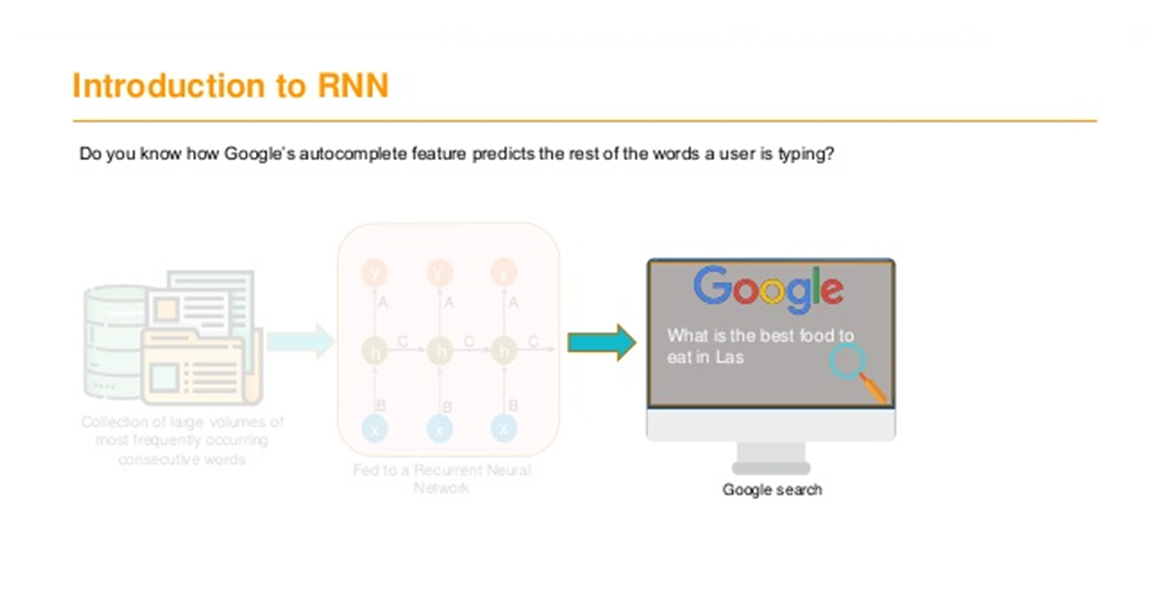 Introduction to RNN
Do you know how Google's autocomplete feature predicts the rest of the words a user is typing?
y y y
A A A
h C h C h C
B B B
x x x
Collection of large volumes of
most frequently occurring
consecutive words
Fed to a Recurrent Neural
Network
Google
What is the best food to
eat in Las
Google search